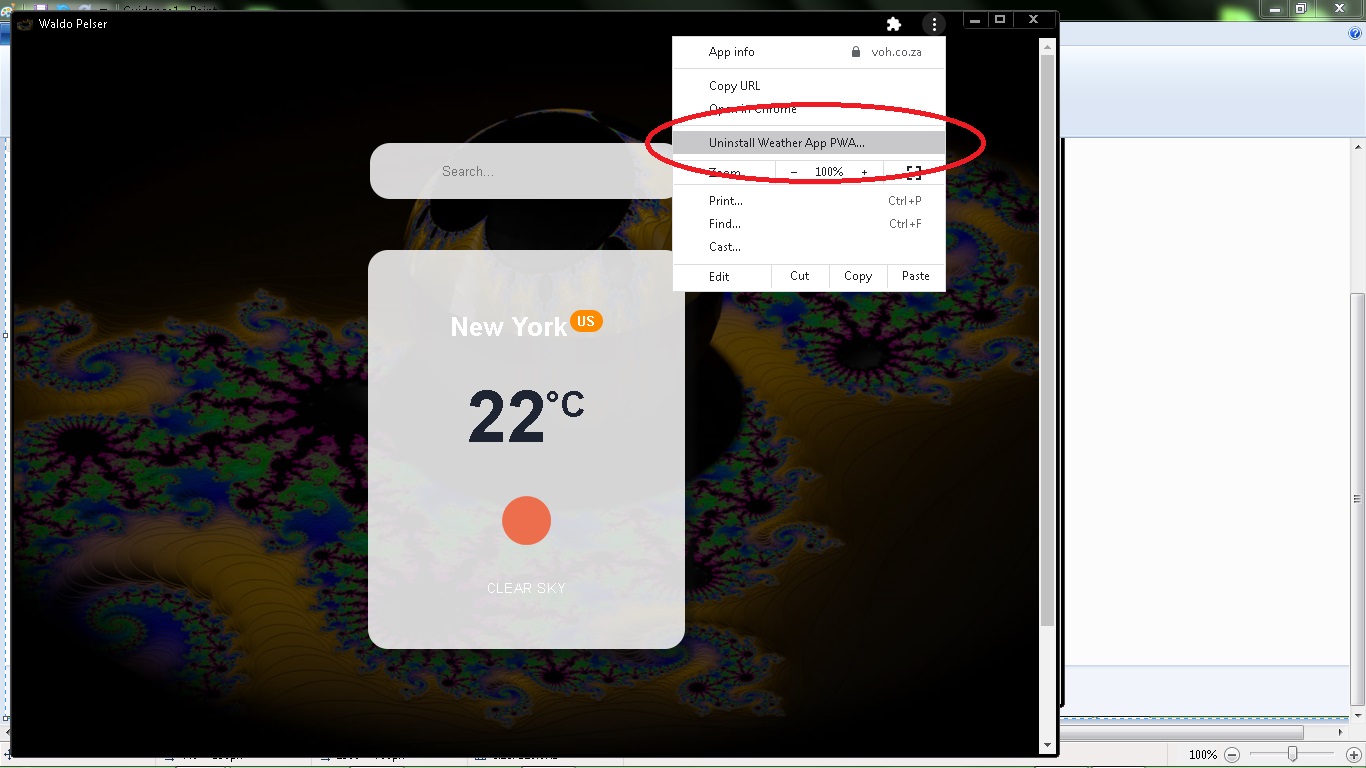 Waldo Pelser
App info voh.co.za
Copy URL
Open in Chrome
Uninstall Weather App PWA...
Zoom − 100% +
Print... Ctrl+P
Find... Ctrl+F
Cast...
Edit Cut Copy Paste
Search...
New York US
22°C
CLEAR SKY
100%